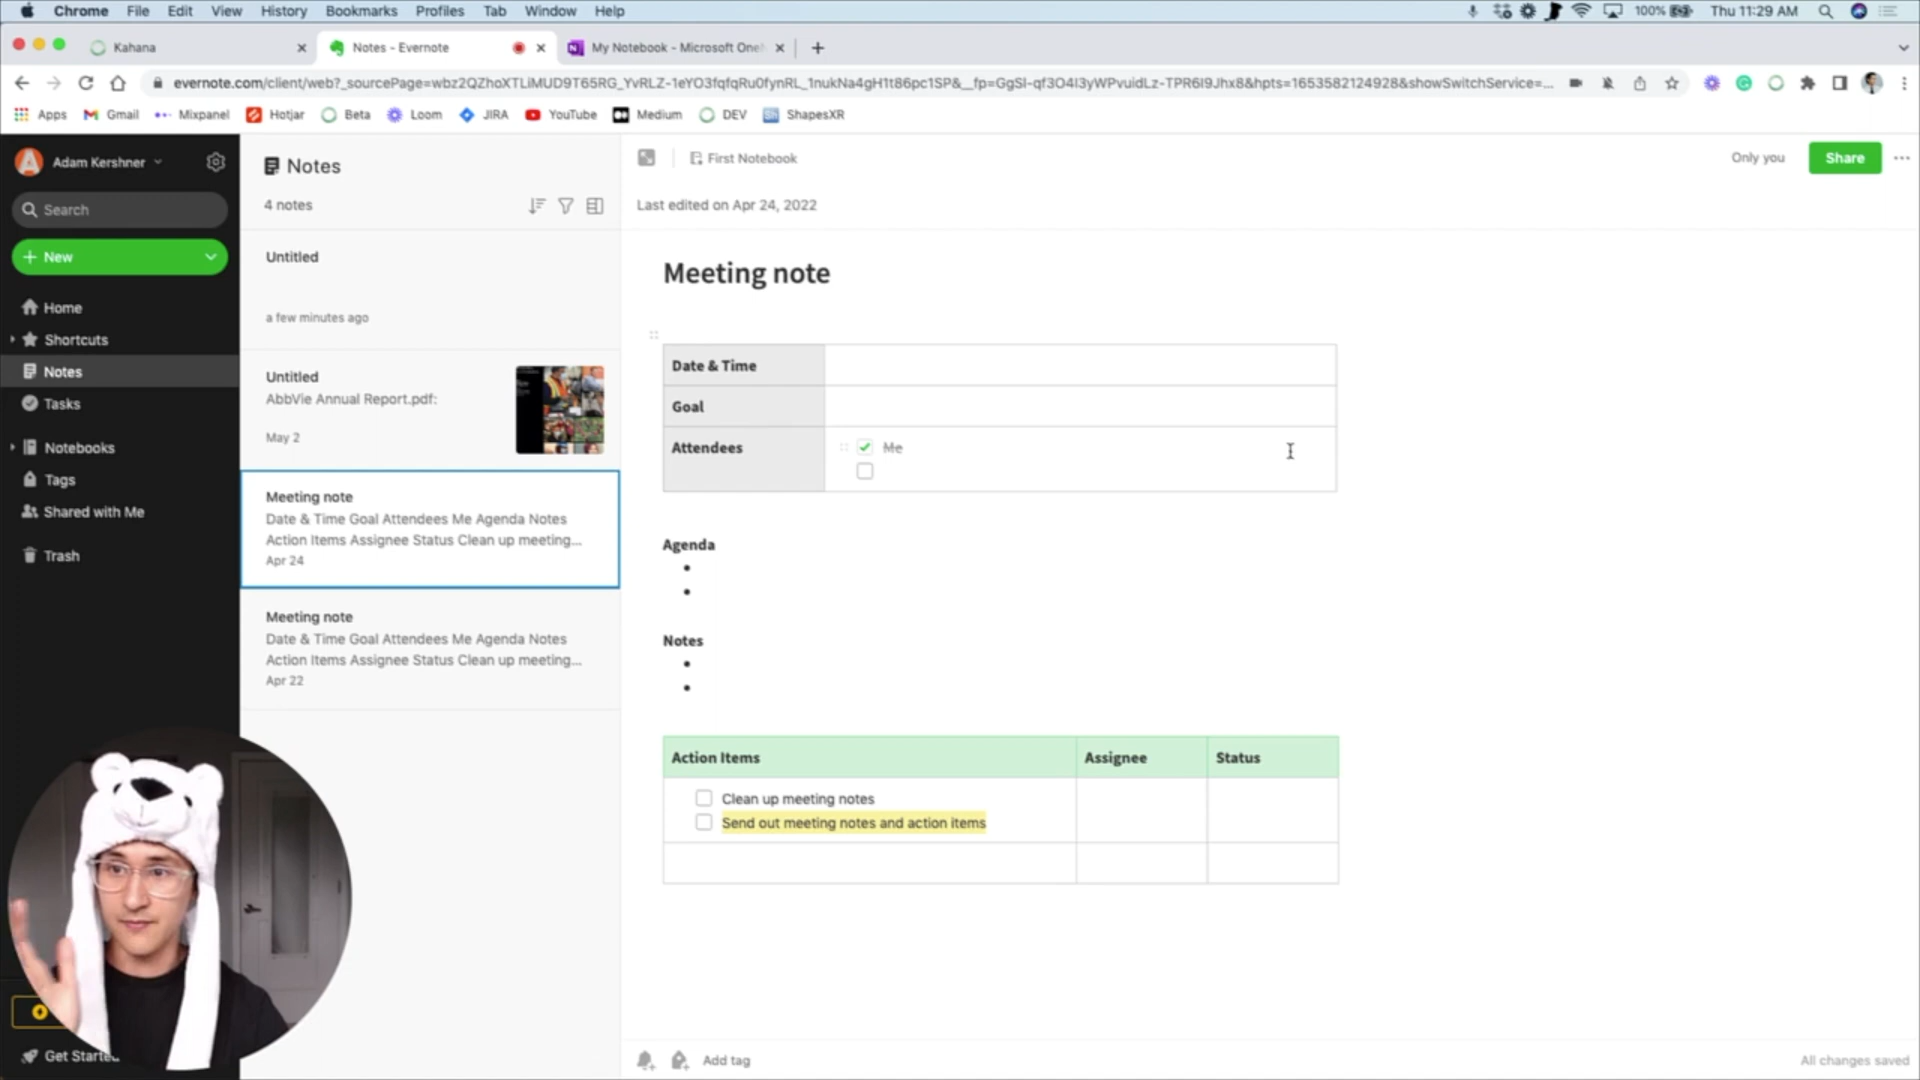 Chrome File Edit View History Bookmarks Profiles Tab Window Help
100% Thu 11:29 AM
Kahana
Notes - Evernote
My Notebook - Microsoft One
evernote.com/client/web?_sourcePage=wbz2QZhoXTLiMUD9T65RG_YvRLZ-1eYO3fqfqRu0fynRL_1nukNa4gH1t86pc1SP&__fp=GgSI-qf3O4I3yWPvuidLz-TPR6I9Jhx8&hpts=1653582124928&showSwitchService=...
Apps Gmail Mixpanel Hotjar Beta Loom JIRA YouTube Medium DEV ShapesXR
Adam Kershner
Search
New
Home
Shortcuts
Notes
Tasks
Notebooks
Tags
Shared with Me
Trash
Get Starte
Notes
4 notes
Untitled
a few minutes ago
Untitled
AbbVie Annual Report.pdf:
May 2
Meeting note
Date & Time Goal Attendees Me Agenda Notes
Action Items Assignee Status Clean up meeting...
Apr 24
Meeting note
Date & Time Goal Attendees Me Agenda Notes
Action Items Assignee Status Clean up meeting...
Apr 22
First Notebook
Only you
Share
Last edited on Apr 24, 2022
Meeting note
Date & Time
Goal
Attendees
Me
Agenda
Notes
Action Items Assignee Status
Clean up meeting notes
Send out meeting notes and action items
Add tag
All changes saved